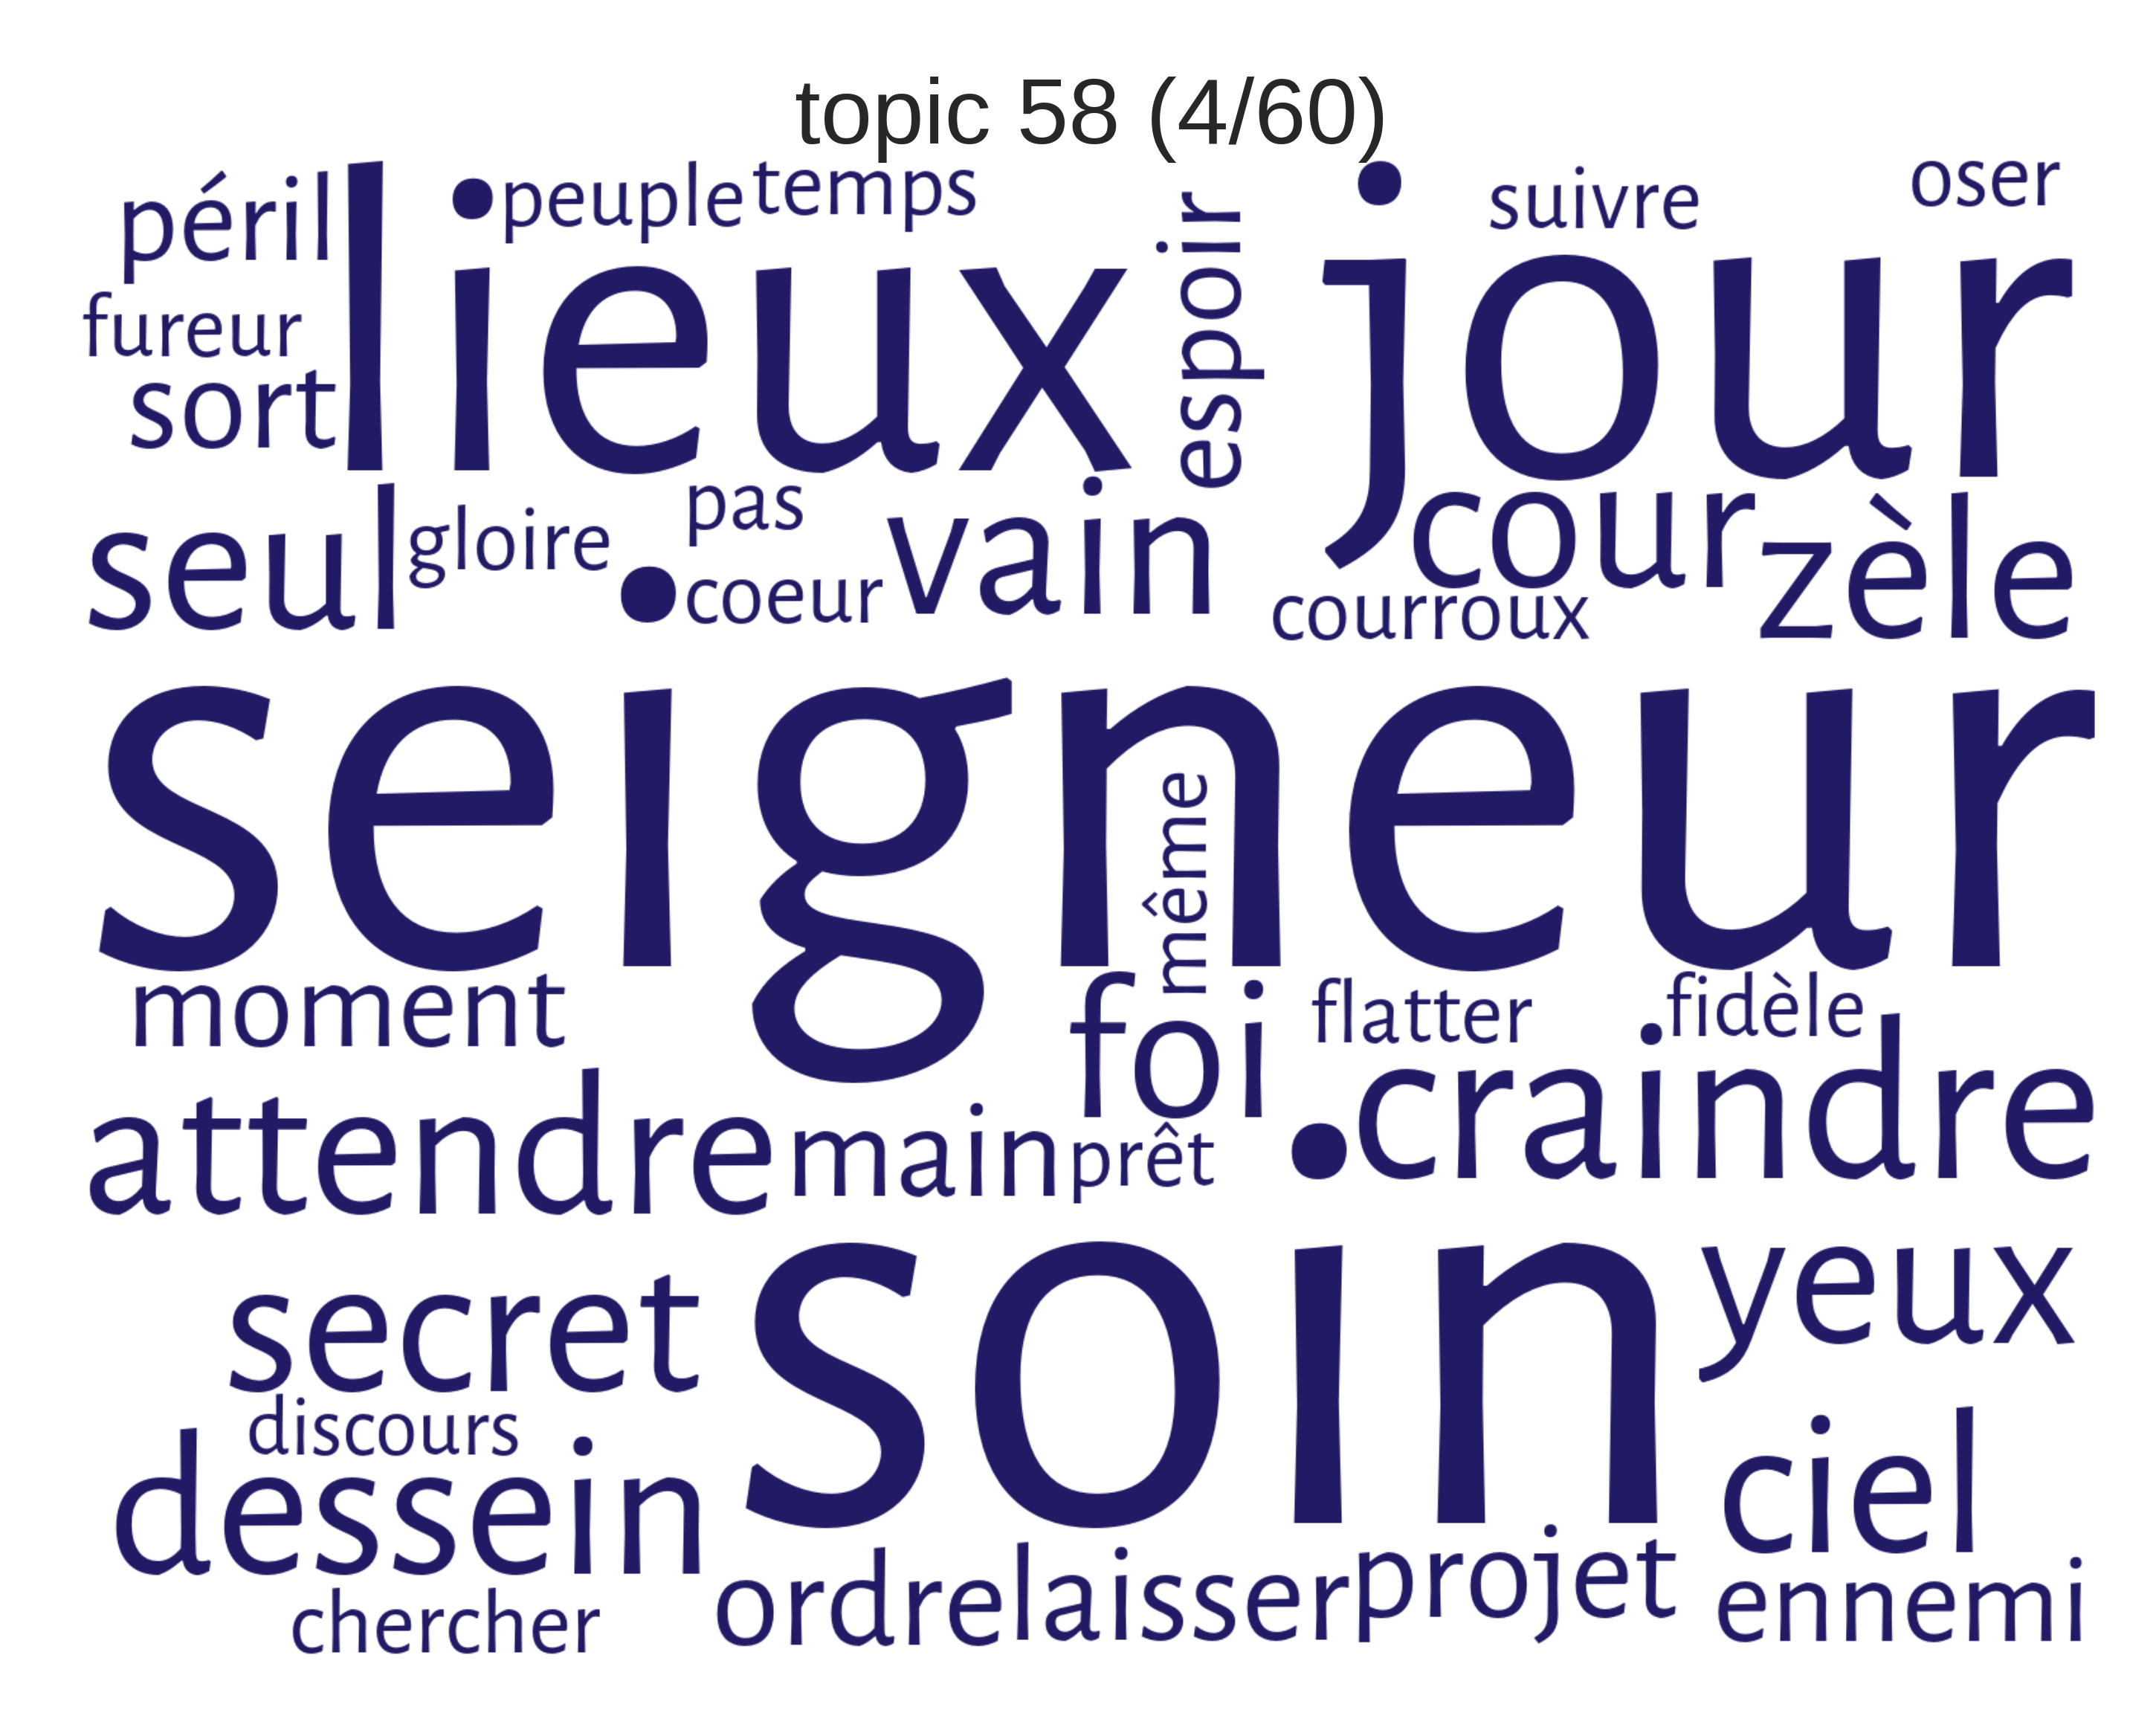 topic 58 (4/60)
péril lieux peuple temps espoir jour suivre oser
fureur
sort
seul gloire pas coeur vain cour zèle
courroux
seigneur
même
moment foi flatter fidèle
attendre main prêt craindre
secret soin yeux
discours
dessein ciel
chercher ordre laisser projet ennemi